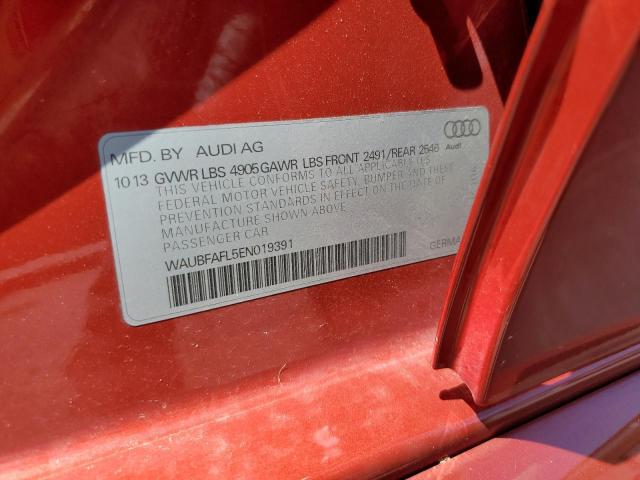 MFD. BY AUDI AG
10 13 GVWR LBS 4905 GAWR LBS FRONT 2491/REAR 2546
Audi
THIS VEHICLE CONFORMS TO ALL APPLICABLE U.S.
FEDERAL MOTOR VEHICLE SAFETY, BUMPER AND THEFT
PREVENTION STANDARDS IN EFFECT ON THE DATE OF
MANUFACTURE SHOWN ABOVE
PASSENGER CAR
WAUBFAFL5EN019391
GERMA